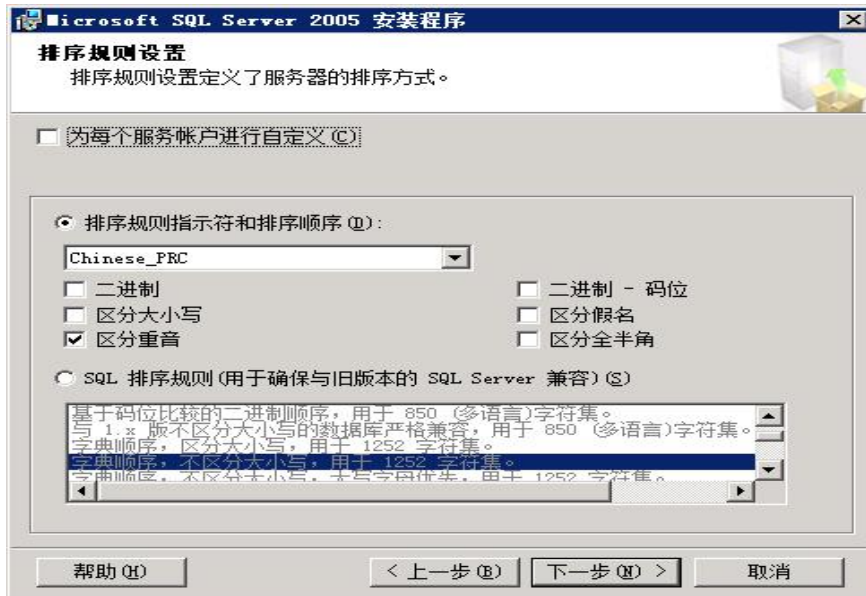 Microsoft SQL Server 2005 安装程序
排序规则设置
排序规则设置定义了服务器的排序方式。
为每个服务帐户进行自定义(C)
排序规则指示符和排序顺序(D):
Chinese_PRC
二进制
二进制 - 码位
区分大小写
区分假名
区分重音
区分全半角
SQL 排序规则(用于确保与旧版本的 SQL Server 兼容)(S)
基于码位比较的二进制顺序，用于 850 (多语言)字符集。
与 1.x 版不区分大小写的数据库严格兼容，用于 850 (多语言)字符集。
字典顺序，区分大小写，用于 1252 字符集。
字典顺序，不区分大小写，用于 1252 字符集。
字典顺序，不区分大小写，大写字母优先，用于 1252 字符集。
帮助(H)
< 上一步(B)
下一步(N) >
取消